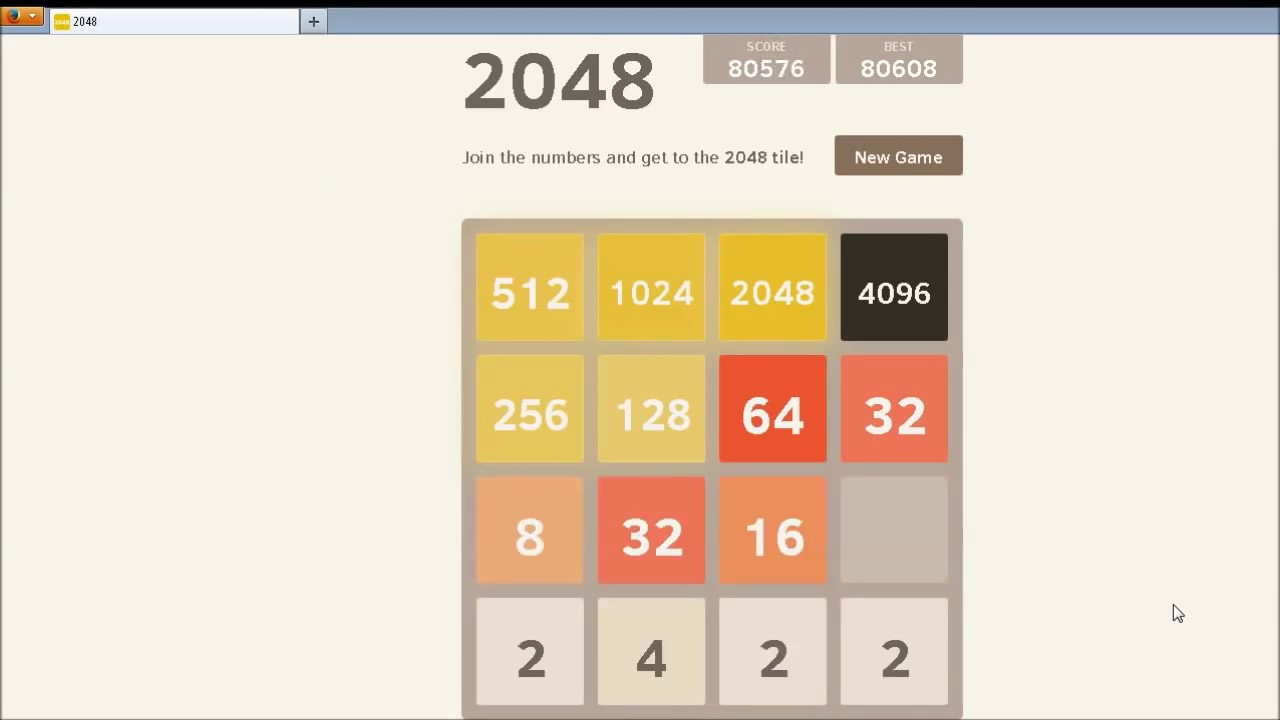 2048
SCORE
BEST
2048
80576
80608
Join the numbers and get to the 2048 tile!
New Game
512 1024 2048 4096
256 128 64 32
8 32 16
2 4 2 2